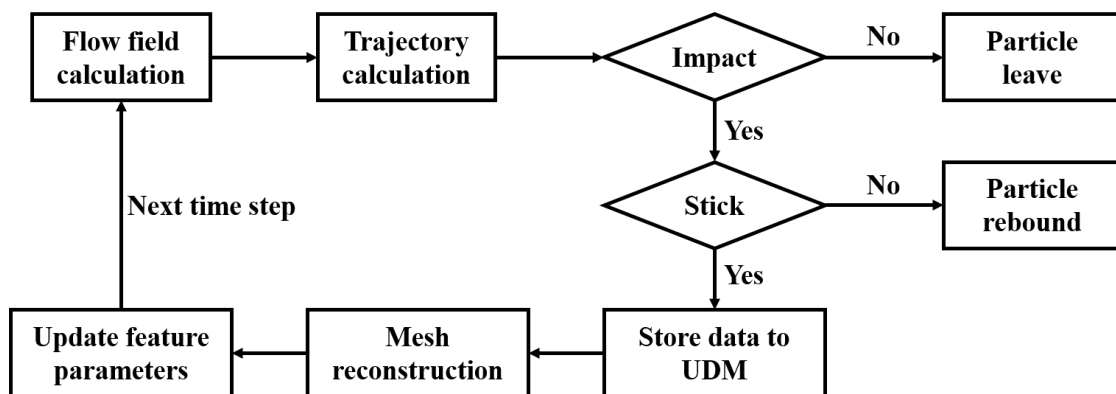 Flow field
calculation
Trajectory
calculation
Impact
No
Particle
leave
Yes
Next time step
Stick
No
Particle
rebound
Yes
Update feature
parameters
Mesh
reconstruction
Store data to
UDM